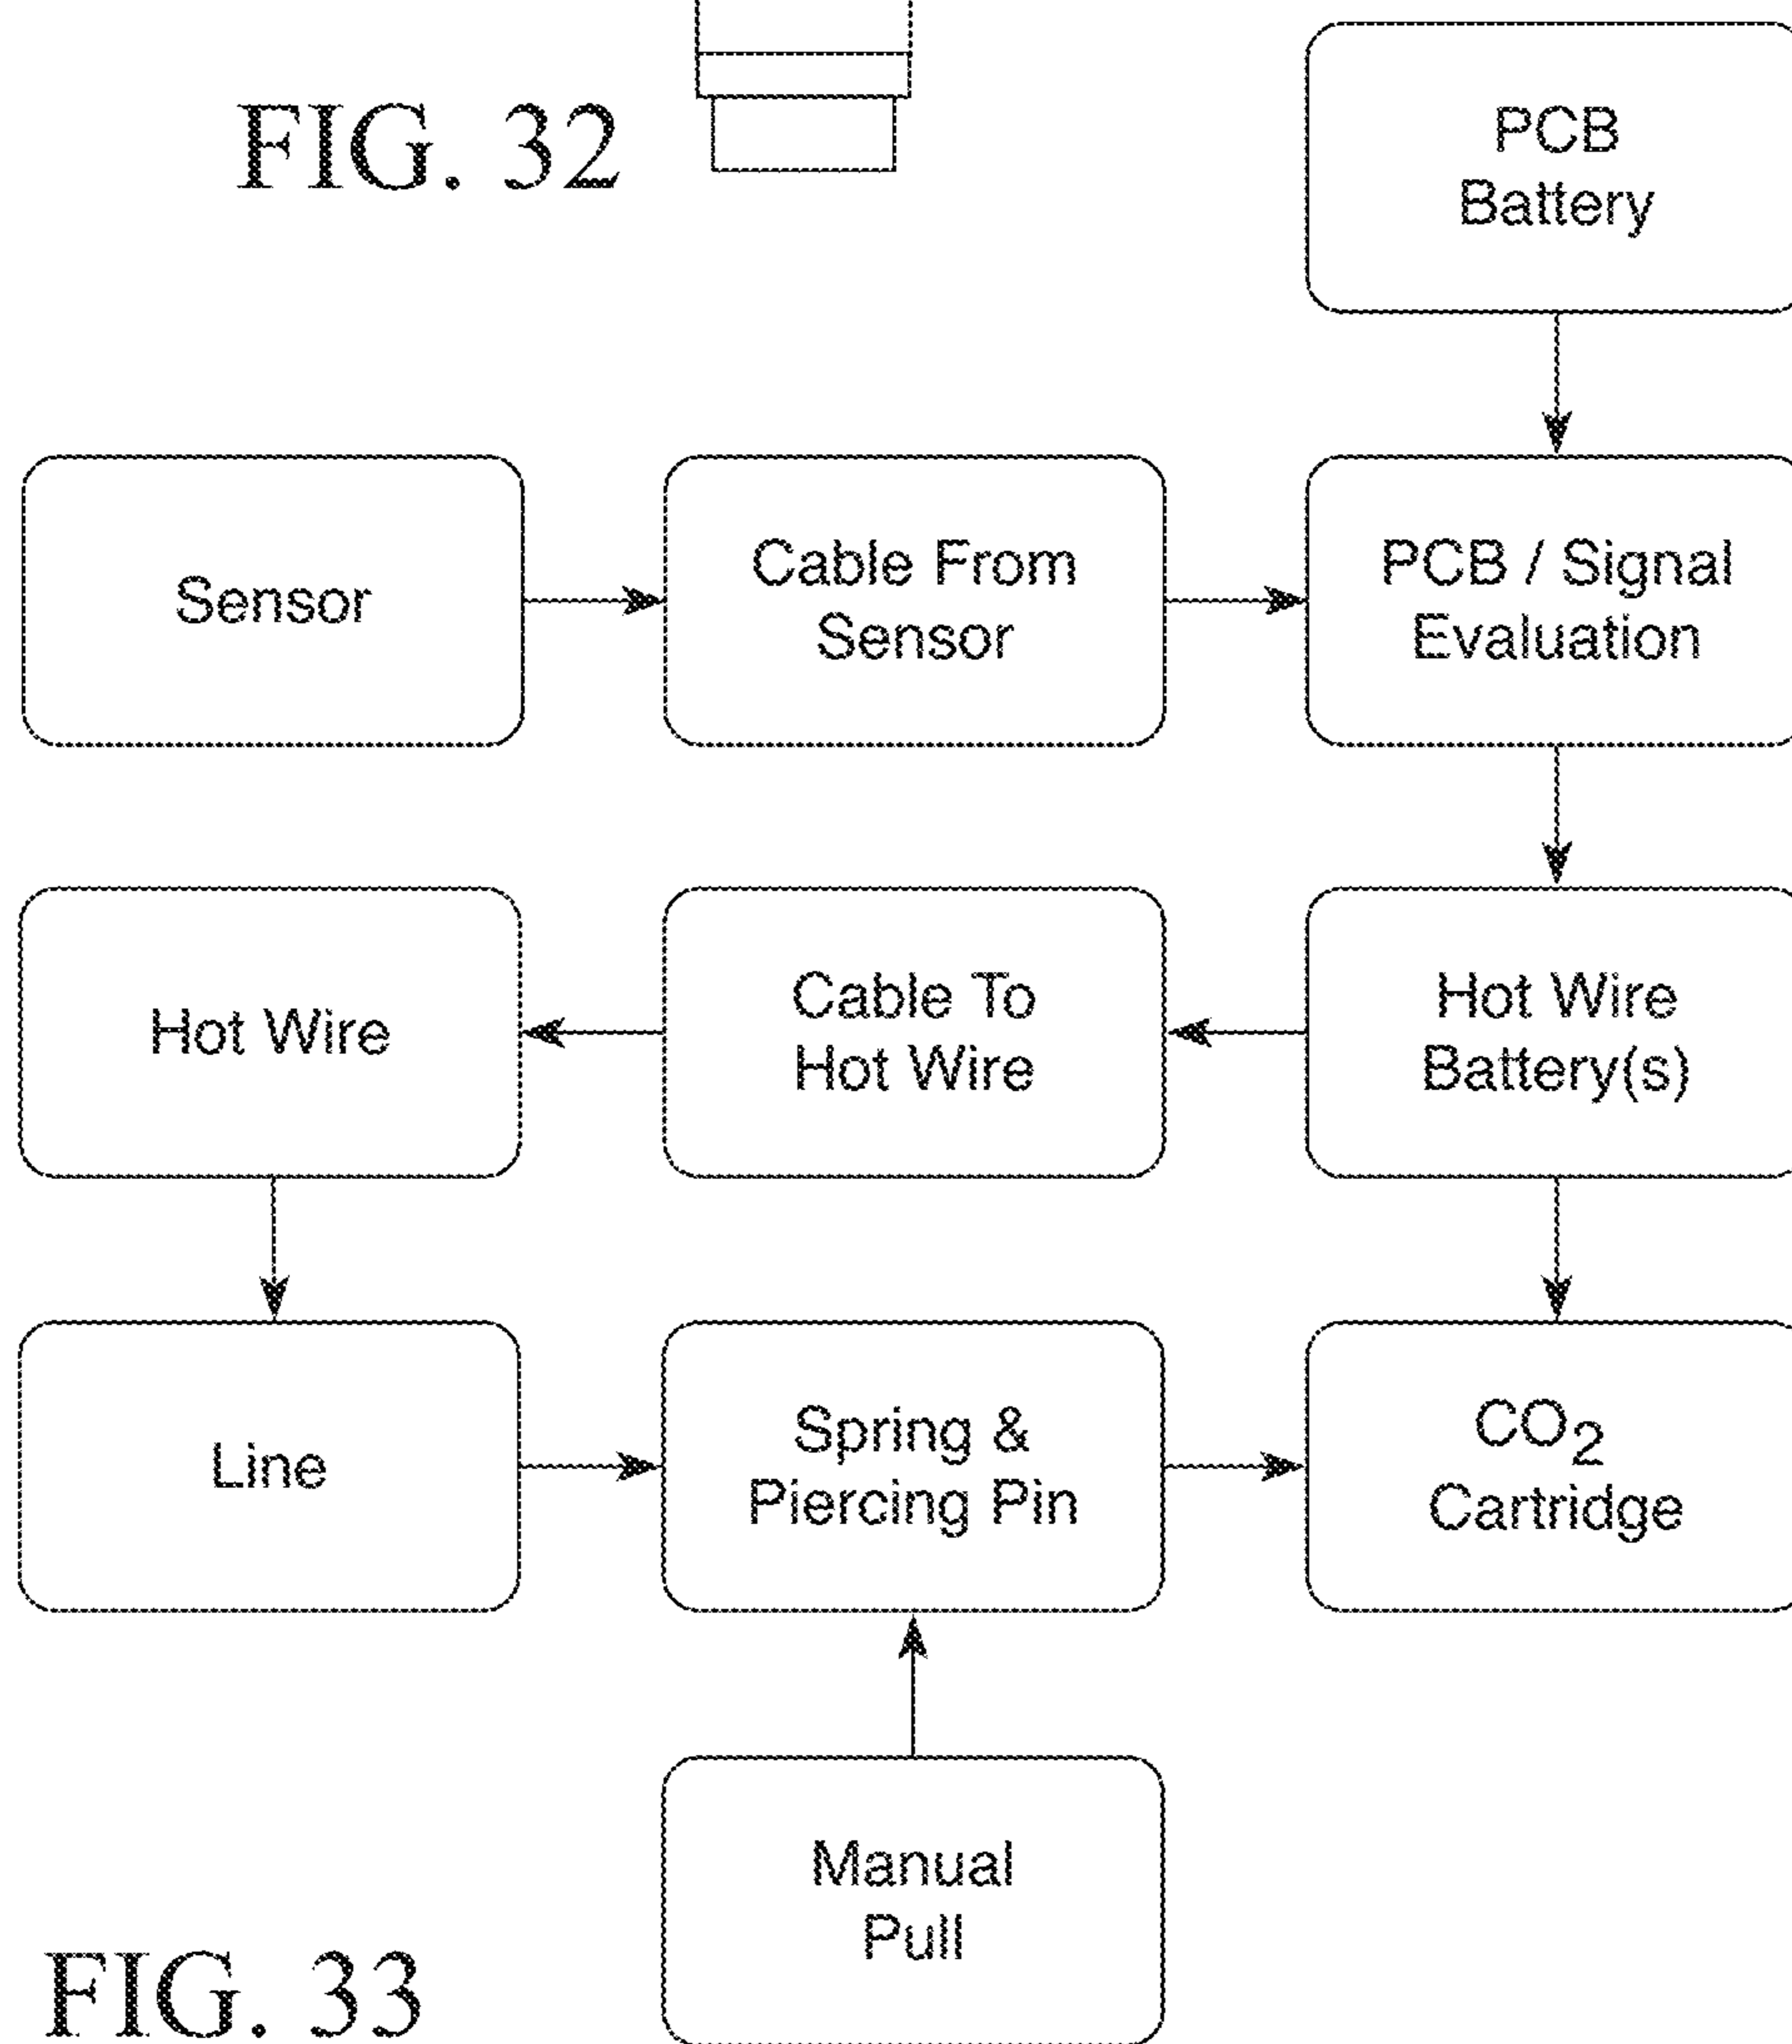 FIG. 32
PCB
Battery
Sensor
Cable From
Sensor
PCB / Signal
Evaluation
Hot Wire
Cable To
Hot Wire
Hot Wire
Battery(s)
Line
Spring &
Piercing Pin
CO2
Cartridge
Manual
Pull
FIG. 33